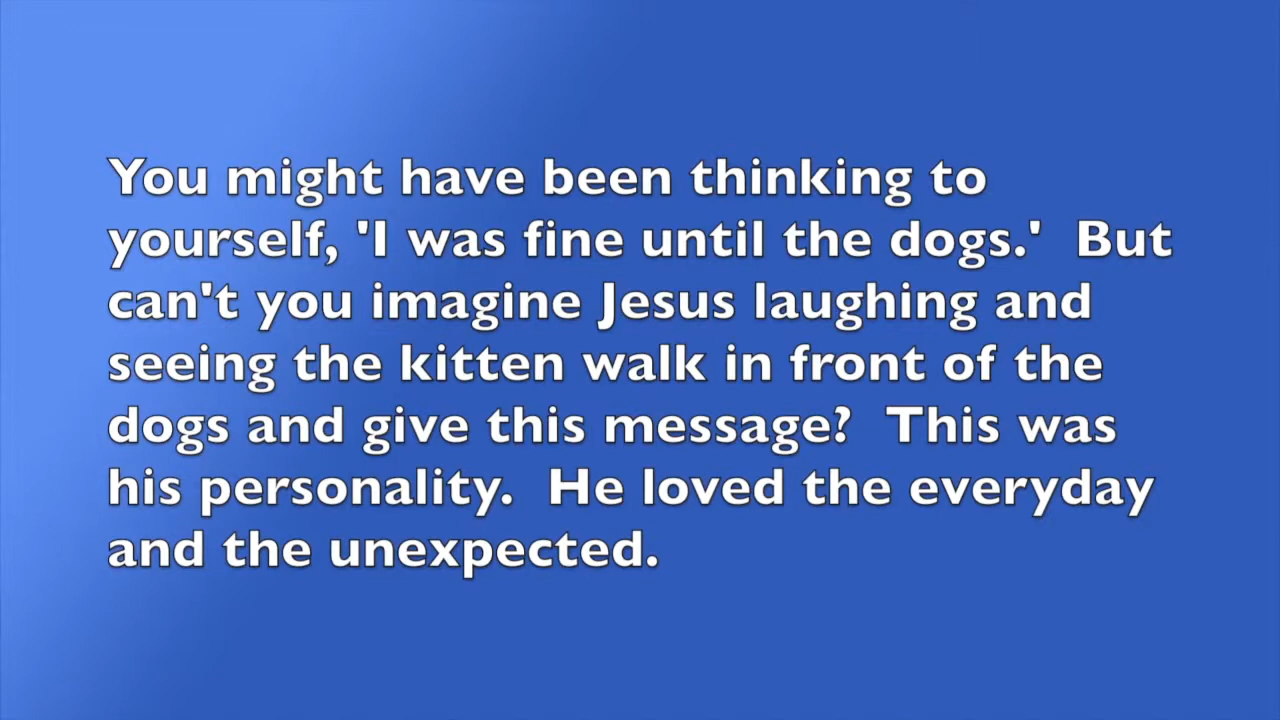 You might have been thinking to
yourself, 'I was fine until the dogs.'  But
can't you imagine Jesus laughing and
seeing the kitten walk in front of the
dogs and give this message?  This was
his personality.  He loved the everyday
and the unexpected.